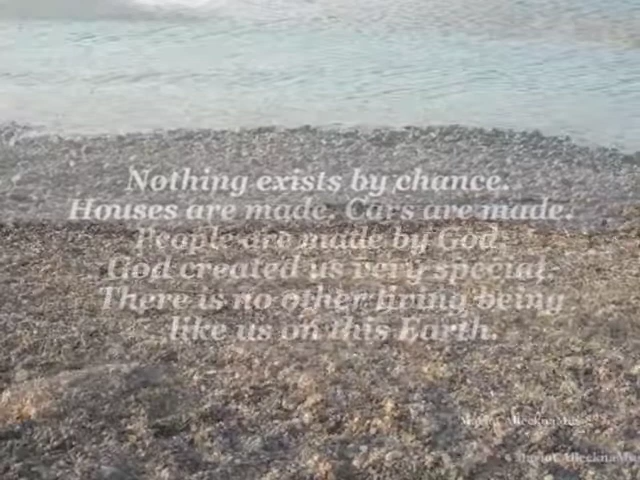 Nothing exists by chance.
Houses are made. Cars are made.
People are made by God.
God created us very special.
There is no other living being
like us on this Earth.